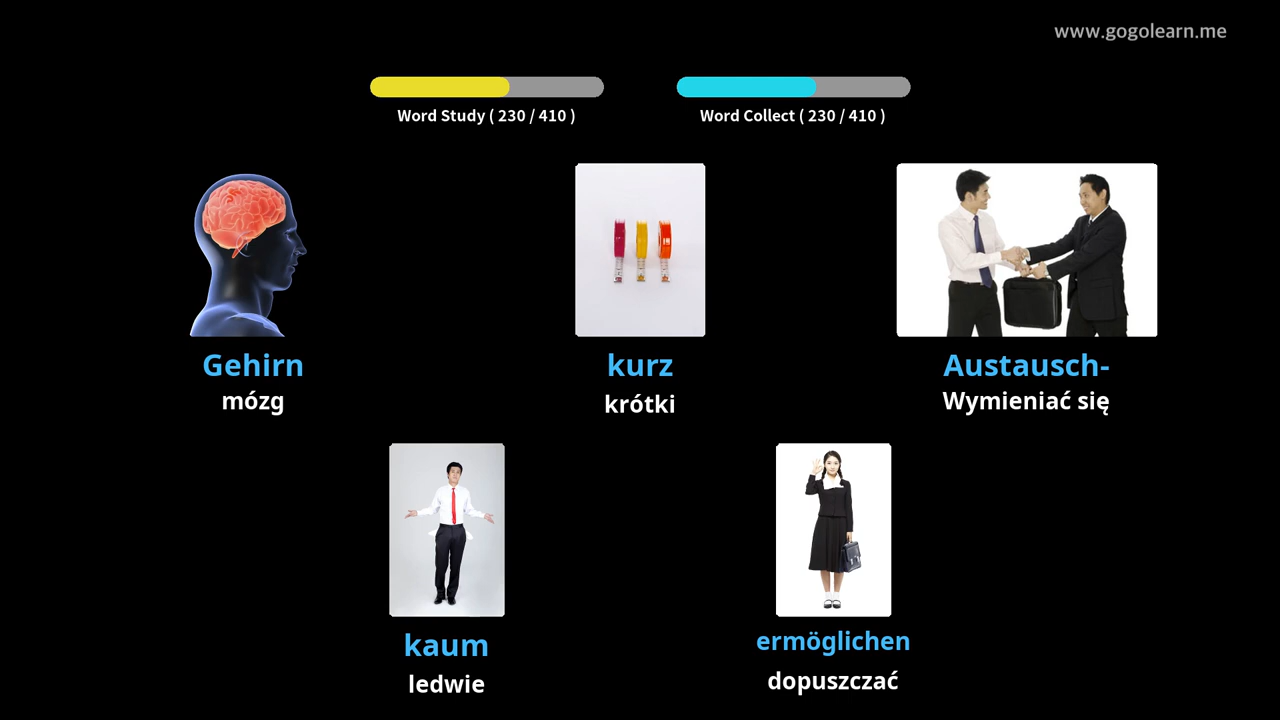 www.gogolearn.me
Word Study ( 230 / 410 )
Word Collect ( 230 / 410 )
Gehirn
mózg
kurz
krótki
Austausch-
Wymieniać się
kaum
ledwie
ermöglichen
dopuszczać